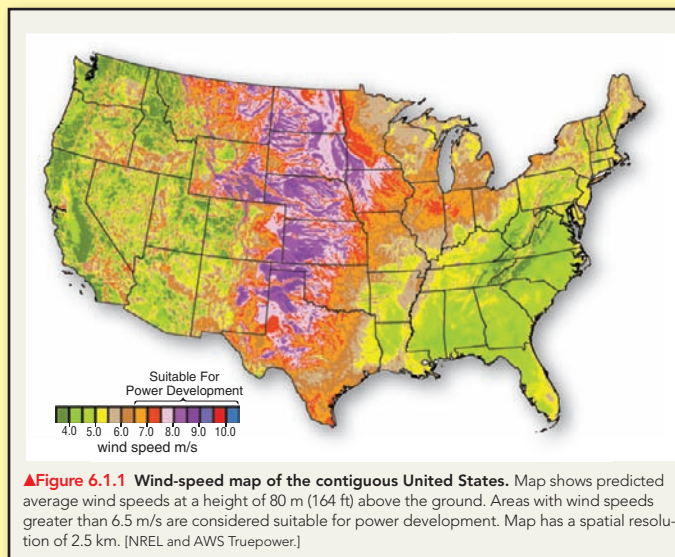 Suitable For
Power Development
4.0 5.0 6.0 7.0 8.0 9.0 10.0
wind speed m/s
▲Figure 6.1.1 Wind-speed map of the contiguous United States. Map shows predicted
average wind speeds at a height of 80 m (164 ft) above the ground. Areas with wind speeds
greater than 6.5 m/s are considered suitable for power development. Map has a spatial resolu-
tion of 2.5 km. [NREL and AWS Truepower.]